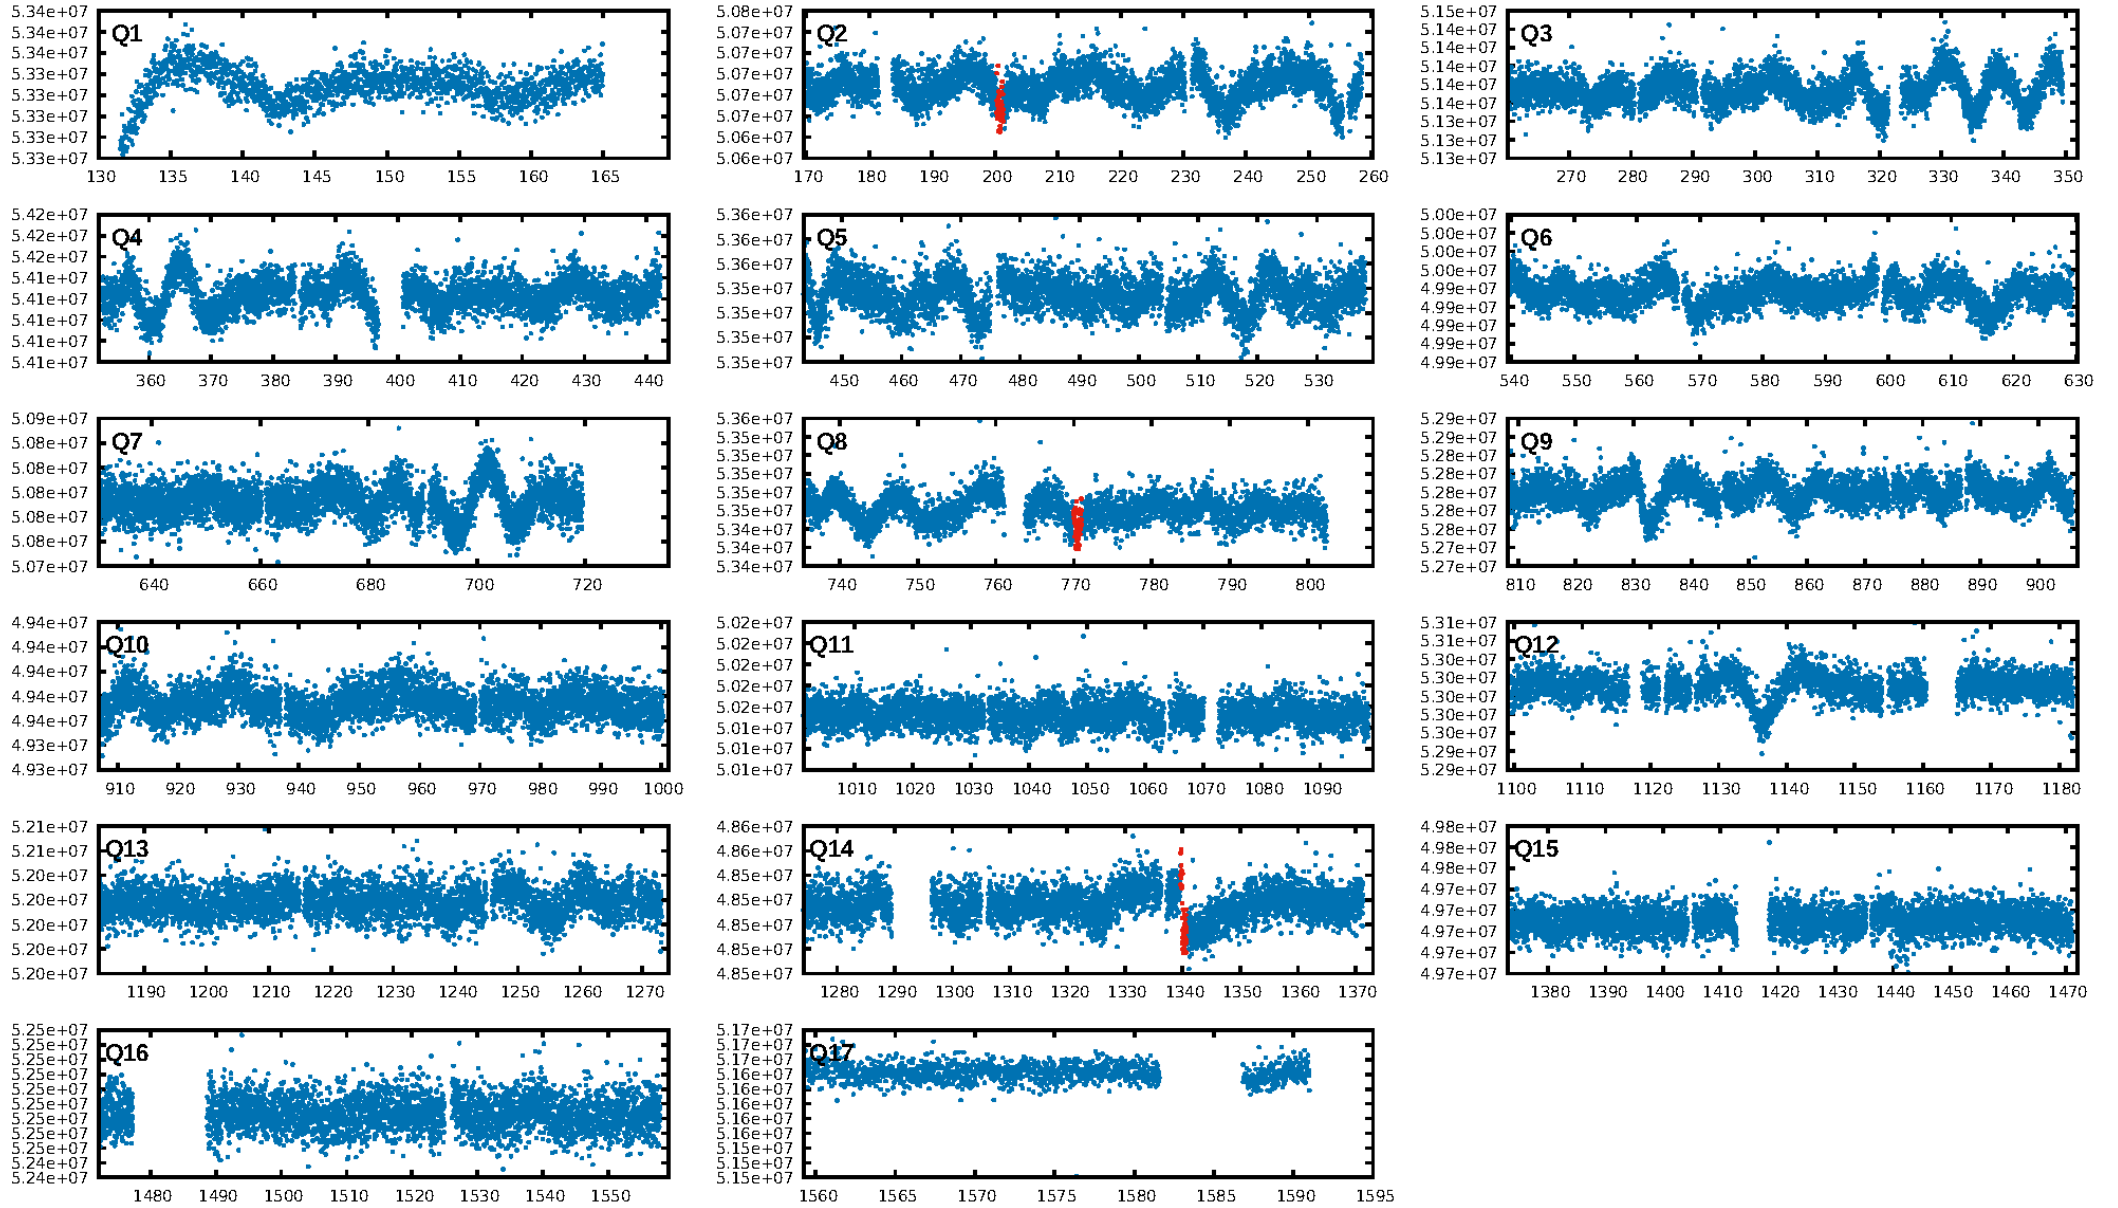 5.34e+07
5.34e+07
5.34e+07
5.33e+07
5.33e+07
5.33e+07
5.33e+07
5.33e+07
Q1
130 135 140 145 150 155 160 165
5.08e+07
5.07e+07
5.07e+07
5.07e+07
5.07e+07
5.07e+07
5.06e+07
5.06e+07
Q2
170 180 190 200 210 220 230 240 250 260
5.15e+07
5.14e+07
5.14e+07
5.14e+07
5.14e+07
5.14e+07
5.13e+07
5.13e+07
5.13e+07
Q3
270 280 290 300 310 320 330 340 350
5.42e+07
5.42e+07
5.42e+07
5.41e+07
5.41e+07
5.41e+07
5.41e+07
5.41e+07
Q4
360 370 380 390 400 410 420 430 440
5.36e+07
5.36e+07
5.36e+07
5.35e+07
5.35e+07
5.35e+07
5.35e+07
Q5
450 460 470 480 490 500 510 520 530
5.00e+07
5.00e+07
5.00e+07
5.00e+07
4.99e+07
4.99e+07
4.99e+07
4.99e+07
4.99e+07
Q6
540 550 560 570 580 590 600 610 620 630
5.09e+07
5.08e+07
5.08e+07
5.08e+07
5.08e+07
5.08e+07
5.07e+07
Q7
640 660 680 700 720
5.36e+07
5.35e+07
5.35e+07
5.35e+07
5.35e+07
5.35e+07
5.34e+07
5.34e+07
5.34e+07
Q8
740 750 760 770 780 790 800
5.29e+07
5.29e+07
5.28e+07
5.28e+07
5.28e+07
5.28e+07
5.28e+07
5.27e+07
5.27e+07
Q9
810 820 830 840 850 860 870 880 890 900
4.94e+07
4.94e+07
4.94e+07
4.94e+07
4.94e+07
4.93e+07
4.93e+07
Q10
910 920 930 940 950 960 970 980 990 1000
5.02e+07
5.02e+07
5.02e+07
5.02e+07
5.02e+07
5.01e+07
5.01e+07
5.01e+07
Q11
1010 1020 1030 1040 1050 1060 1070 1080 1090
5.31e+07
5.31e+07
5.30e+07
5.30e+07
5.30e+07
5.30e+07
5.30e+07
5.29e+07
5.29e+07
Q12
1100 1110 1120 1130 1140 1150 1160 1170 1180
5.21e+07
5.21e+07
5.20e+07
5.20e+07
5.20e+07
5.20e+07
5.20e+07
Q13
1190 1200 1210 1220 1230 1240 1250 1260 1270
4.86e+07
4.86e+07
4.85e+07
4.85e+07
4.85e+07
4.85e+07
4.85e+07
Q14
1280 1290 1300 1310 1320 1330 1340 1350 1360 1370
4.98e+07
4.98e+07
4.97e+07
4.97e+07
4.97e+07
4.97e+07
4.97e+07
4.97e+07
Q15
1380 1390 1400 1410 1420 1430 1440 1450 1460 1470
5.25e+07
5.25e+07
5.25e+07
5.25e+07
5.25e+07
5.25e+07
5.25e+07
5.25e+07
5.25e+07
5.24e+07
5.24e+07
Q16
1480 1490 1500 1510 1520 1530 1540 1550
5.17e+07
5.17e+07
5.17e+07
5.16e+07
5.16e+07
5.16e+07
5.16e+07
5.16e+07
5.15e+07
5.15e+07
5.15e+07
Q17
1560 1565 1570 1575 1580 1585 1590 1595